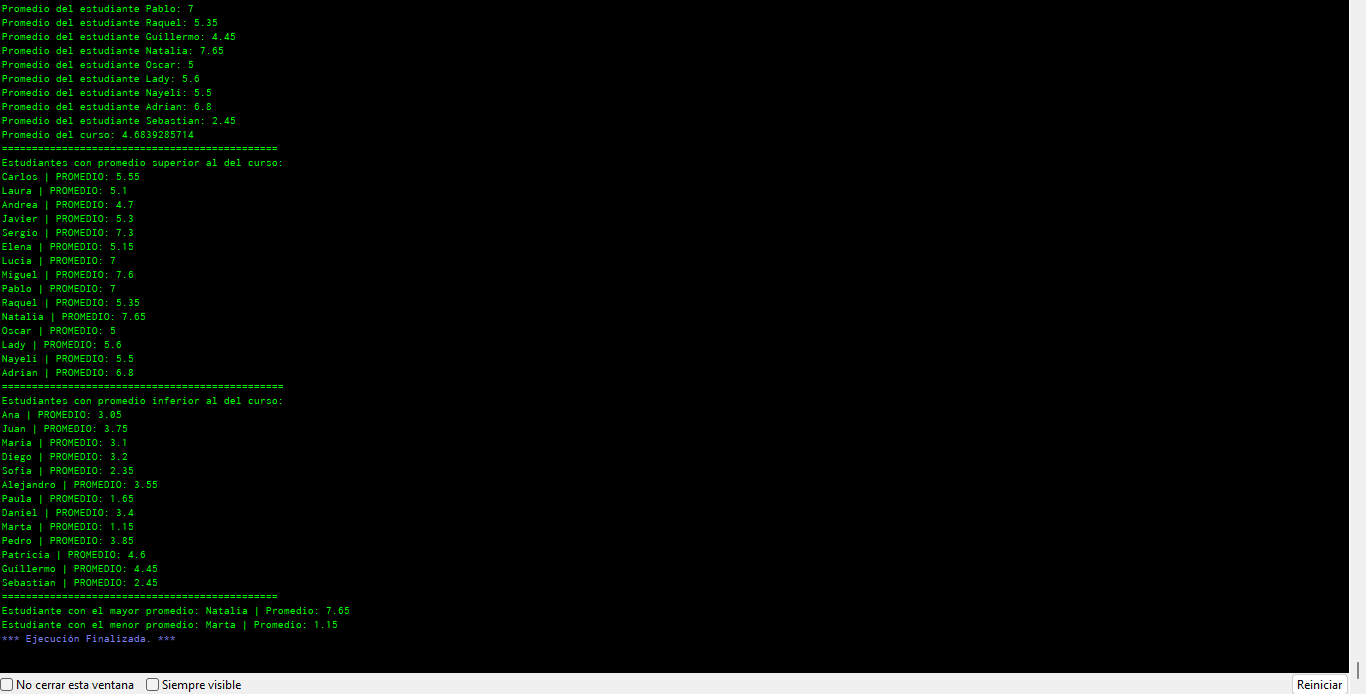 Promedio del estudiante Pablo: 7
Promedio del estudiante Raquel: 5.35
Promedio del estudiante Guillermo: 4.45
Promedio del estudiante Natalia: 7.65
Promedio del estudiante Oscar: 5
Promedio del estudiante Lady: 5.6
Promedio del estudiante Nayeli: 5.5
Promedio del estudiante Adrian: 6.8
Promedio del estudiante Sebastian: 2.45
Promedio del curso: 4.6839285714
==============================================
Estudiantes con promedio superior al del curso:
Carlos | PROMEDIO: 5.55
Laura | PROMEDIO: 5.1
Andrea | PROMEDIO: 4.7
Javier | PROMEDIO: 5.3
Sergio | PROMEDIO: 7.3
Elena | PROMEDIO: 5.15
Lucia | PROMEDIO: 7
Miguel | PROMEDIO: 7.6
Pablo | PROMEDIO: 7
Raquel | PROMEDIO: 5.35
Natalia | PROMEDIO: 7.65
Oscar | PROMEDIO: 5
Lady | PROMEDIO: 5.6
Nayeli | PROMEDIO: 5.5
Adrian | PROMEDIO: 6.8
===============================================
Estudiantes con promedio inferior al del curso:
Ana | PROMEDIO: 3.05
Juan | PROMEDIO: 3.75
Maria | PROMEDIO: 3.1
Diego | PROMEDIO: 3.2
Sofia | PROMEDIO: 2.35
Alejandro | PROMEDIO: 3.55
Paula | PROMEDIO: 1.65
Daniel | PROMEDIO: 3.4
Marta | PROMEDIO: 1.15
Pedro | PROMEDIO: 3.85
Patricia | PROMEDIO: 4.6
Guillermo | PROMEDIO: 4.45
Sebastian | PROMEDIO: 2.45
==============================================
Estudiante con el mayor promedio: Natalia | Promedio: 7.65
Estudiante con el menor promedio: Marta | Promedio: 1.15
*** Ejecución Finalizada. ***
No cerrar esta ventana Siempre visible Reiniciar